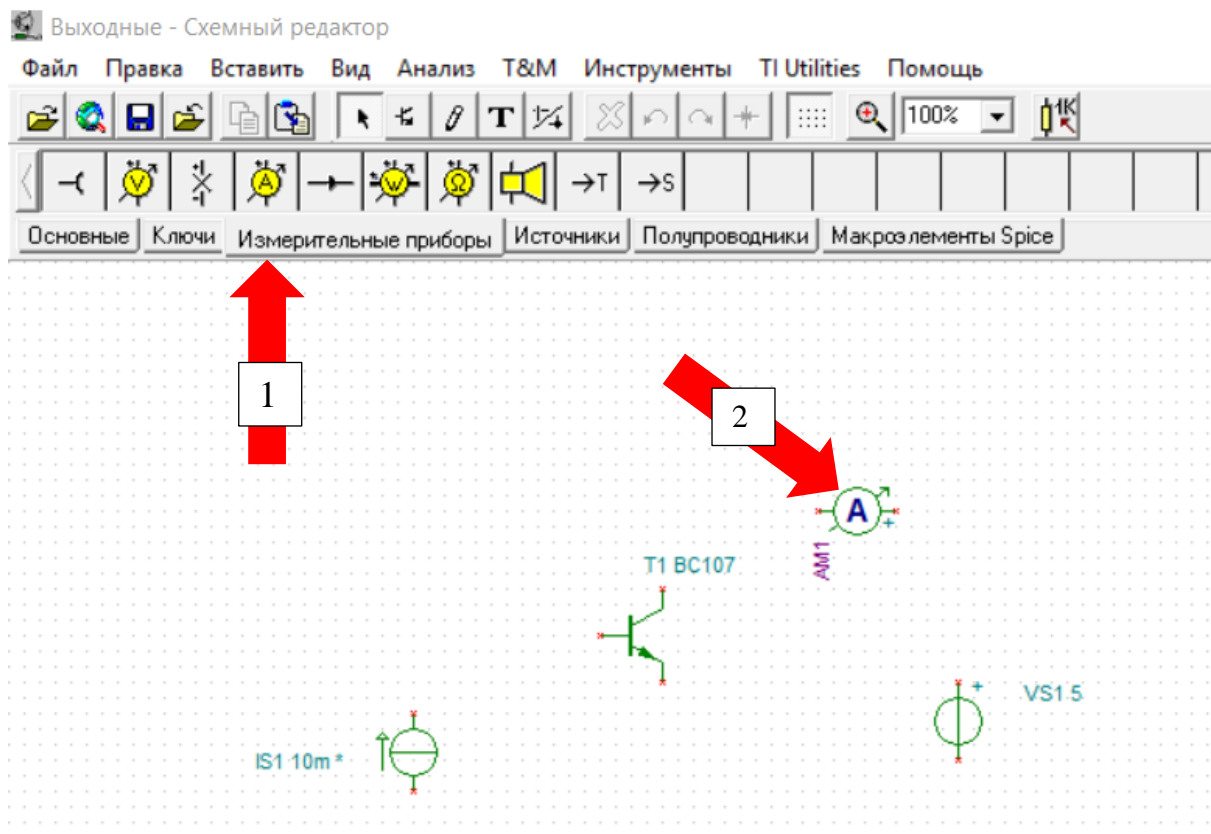 Выходные - Схемный редактор
Файл Правка Вставить Вид Анализ T&M Инструменты TI Utilities Помощь
T 100% 1K
V A W Ω →T →S
Основные Ключи Измерительные приборы Источники Полупроводники Макроэлементы Spice
1
2
A
+
AM1
T1 BC107
+ VS1 5
IS1 10m *